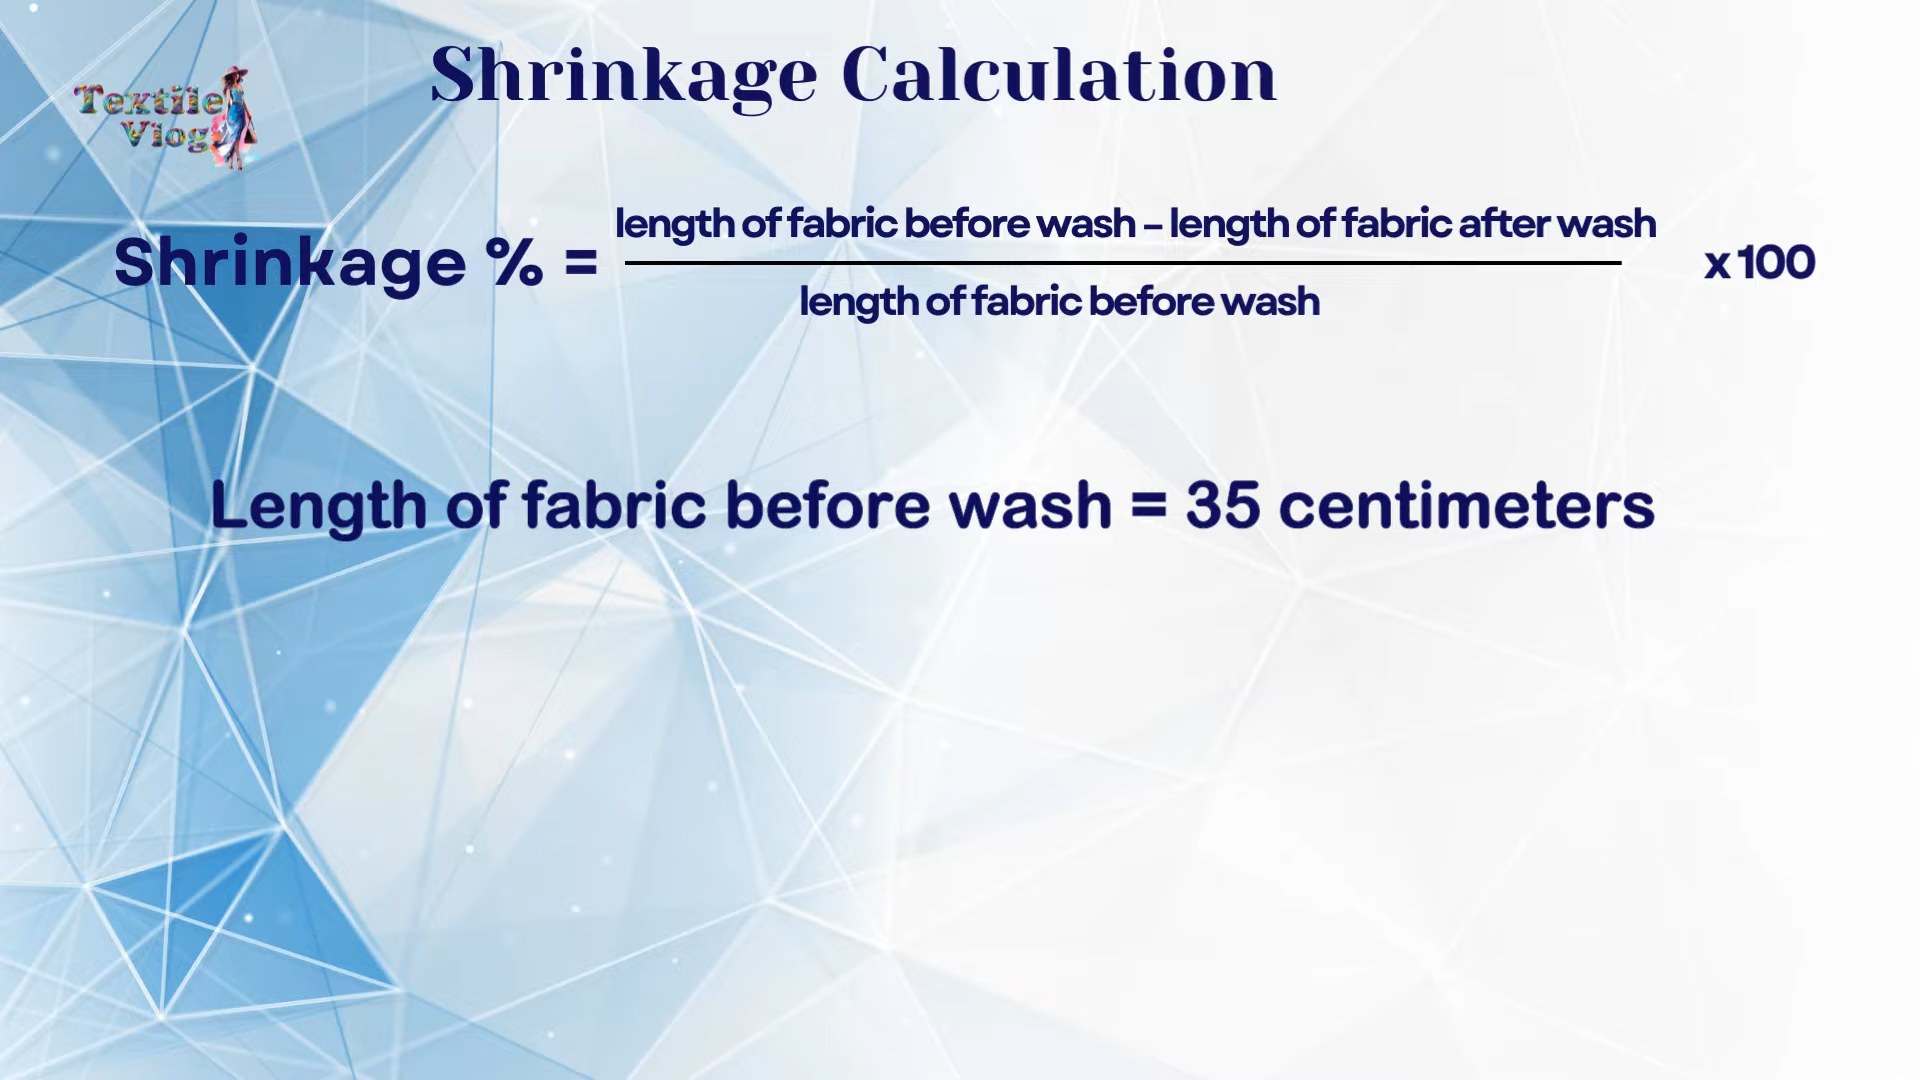 Shrinkage Calculation
Textile
Vlog
Shrinkage % = length of fabric before wash – length of fabric after wash x 100
length of fabric before wash
Length of fabric before wash = 35 centimeters